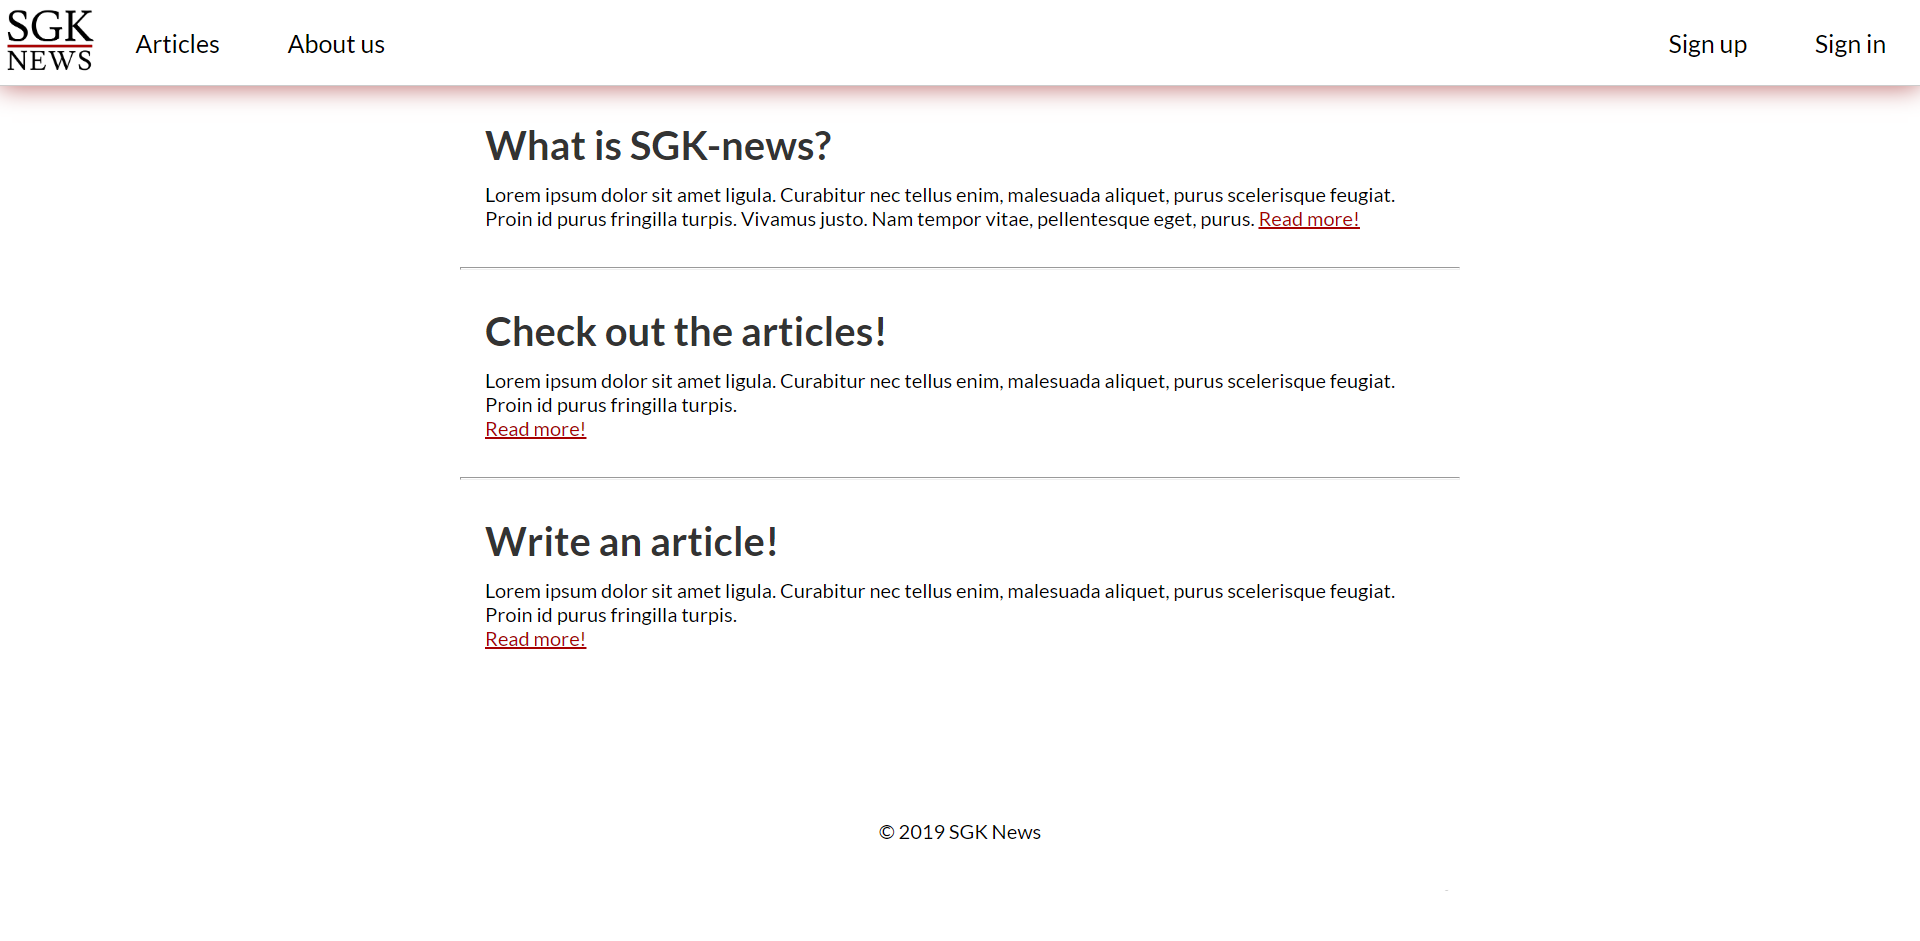 SGK
NEWS
Articles
About us
Sign up
Sign in
What is SGK-news?
Lorem ipsum dolor sit amet ligula. Curabitur nec tellus enim, malesuada aliquet, purus scelerisque feugiat.
Proin id purus fringilla turpis. Vivamus justo. Nam tempor vitae, pellentesque eget, purus. Read more!
Check out the articles!
Lorem ipsum dolor sit amet ligula. Curabitur nec tellus enim, malesuada aliquet, purus scelerisque feugiat.
Proin id purus fringilla turpis.
Read more!
Write an article!
Lorem ipsum dolor sit amet ligula. Curabitur nec tellus enim, malesuada aliquet, purus scelerisque feugiat.
Proin id purus fringilla turpis.
Read more!
© 2019 SGK News